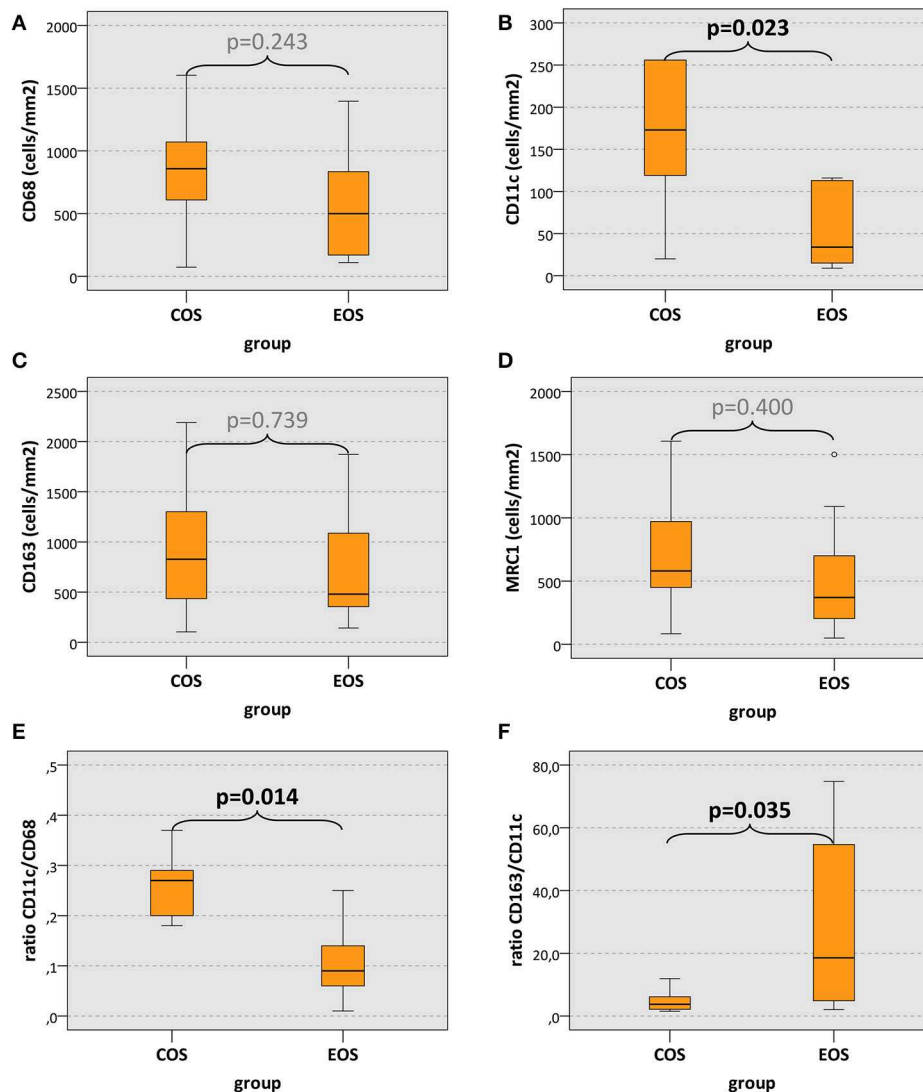 A
CD68 (cells/mm2)
2000
1500
1000
500
0
p=0.243
COS
EOS
group
B
CD11c (cells/mm2)
300
250
200
150
100
50
0
p=0.023
COS
EOS
group
C
CD163 (cells/mm2)
2500
2000
1500
1000
500
0
p=0.739
COS
EOS
group
D
MRC1 (cells/mm2)
2000
1500
1000
500
0
p=0.400
COS
EOS
group
E
ratio CD11c/CD68
,5
,4
,3
,2
,1
,0
p=0.014
COS
EOS
group
F
ratio CD163/CD11c
80,0
60,0
40,0
20,0
,0
p=0.035
COS
EOS
group